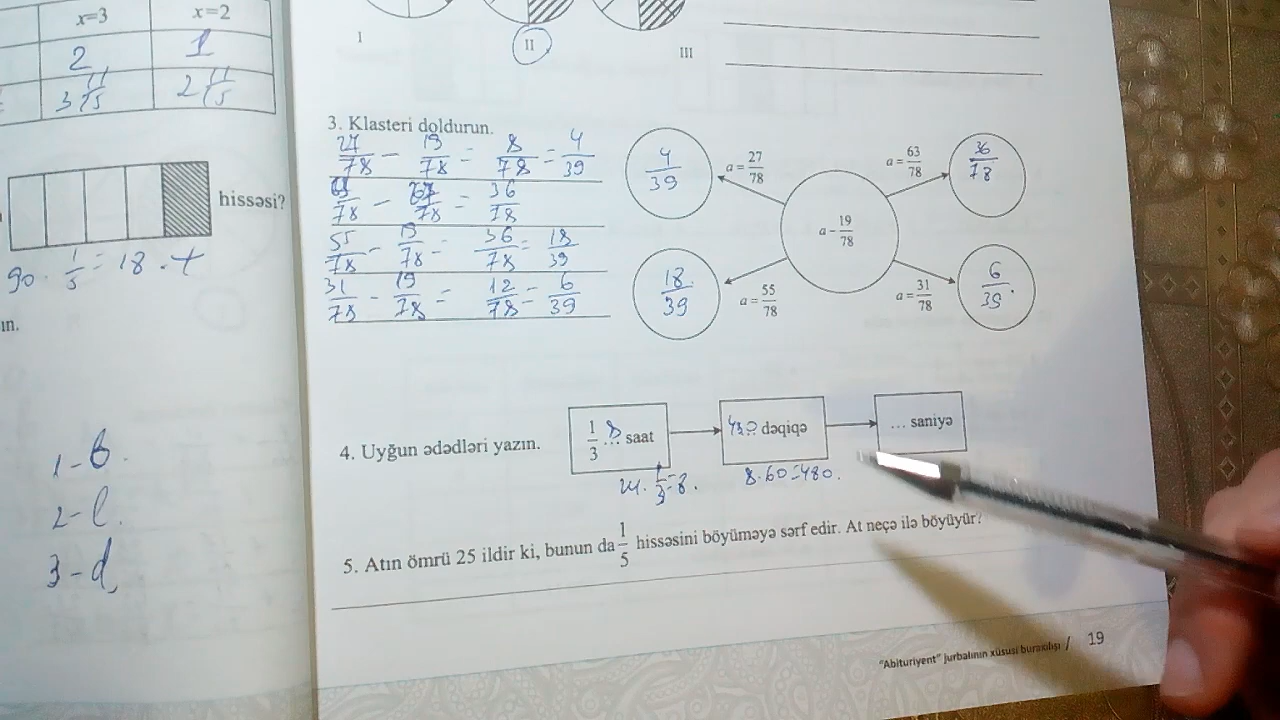 x=3 x=2
2 1
3 11/15 2 11/15
I II III
3. Klasteri doldurun.
27/78 - 19/78 = 8/78 = 4/39
78 - 78 = 36/78
55/78 - 19/78 = 36/78 = 18/39
31/78 - 19/78 = 12/78 = 6/39
4/39 a = 27/78 a = 63/78 36/78
a - 19/78
18/39 a = 55/78 a = 31/78 6/39
hissəsi?
90 · 1/5 = 18
ın.
1-
2-
3-d
4. Uyğun ədədləri yazın. 1/3 ... 8 saat dəqiqə ... saniyə
24 · 1/3 = 8. 8·60=480.
5. Atın ömrü 25 ildir ki, bunun da 1/5 hissəsini böyüməyə sərf edir. At neçə ilə böyüyür?
"Abituriyent" jurbalının xüsusi buraxılışı / 19